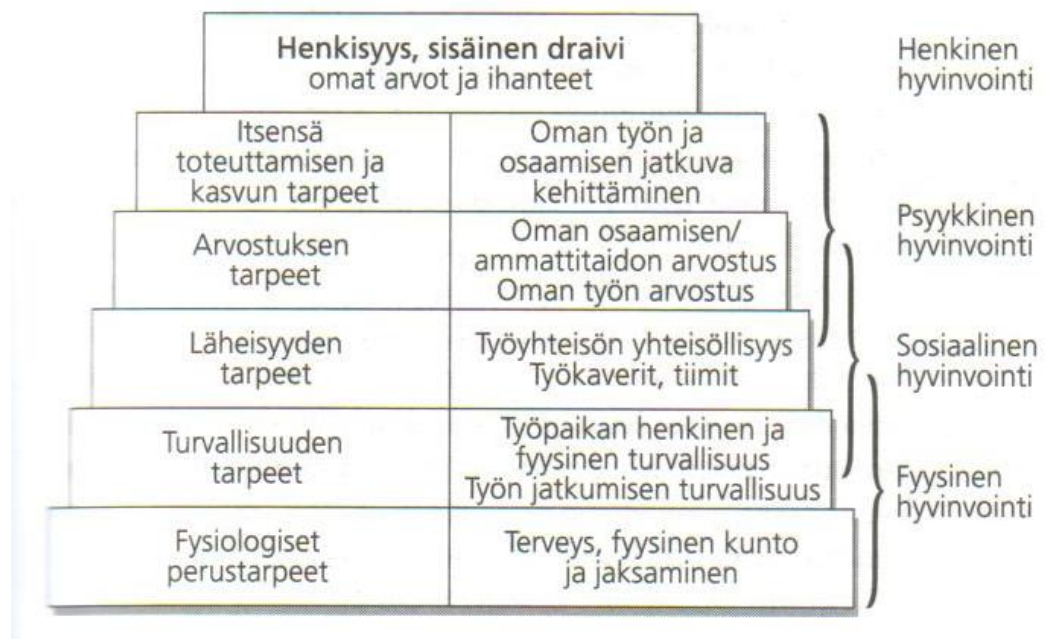 Henkisyys, sisäinen draivi
omat arvot ja ihanteet
Henkinen
hyvinvointi
Itsensä
toteuttamisen ja
kasvun tarpeet
Oman työn ja
osaamisen jatkuva
kehittäminen
Psyykkinen
hyvinvointi
Arvostuksen
tarpeet
Oman osaamisen/
ammattitaidon arvostus
Oman työn arvostus
Läheisyyden
tarpeet
Työyhteisön yhteisöllisyys
Työkaverit, tiimit
Sosiaalinen
hyvinvointi
Turvallisuuden
tarpeet
Työpaikan henkinen ja
fyysinen turvallisuus
Työn jatkumisen turvallisuus
Fyysinen
hyvinvointi
Fysiologiset
perustarpeet
Terveys, fyysinen kunto
ja jaksaminen